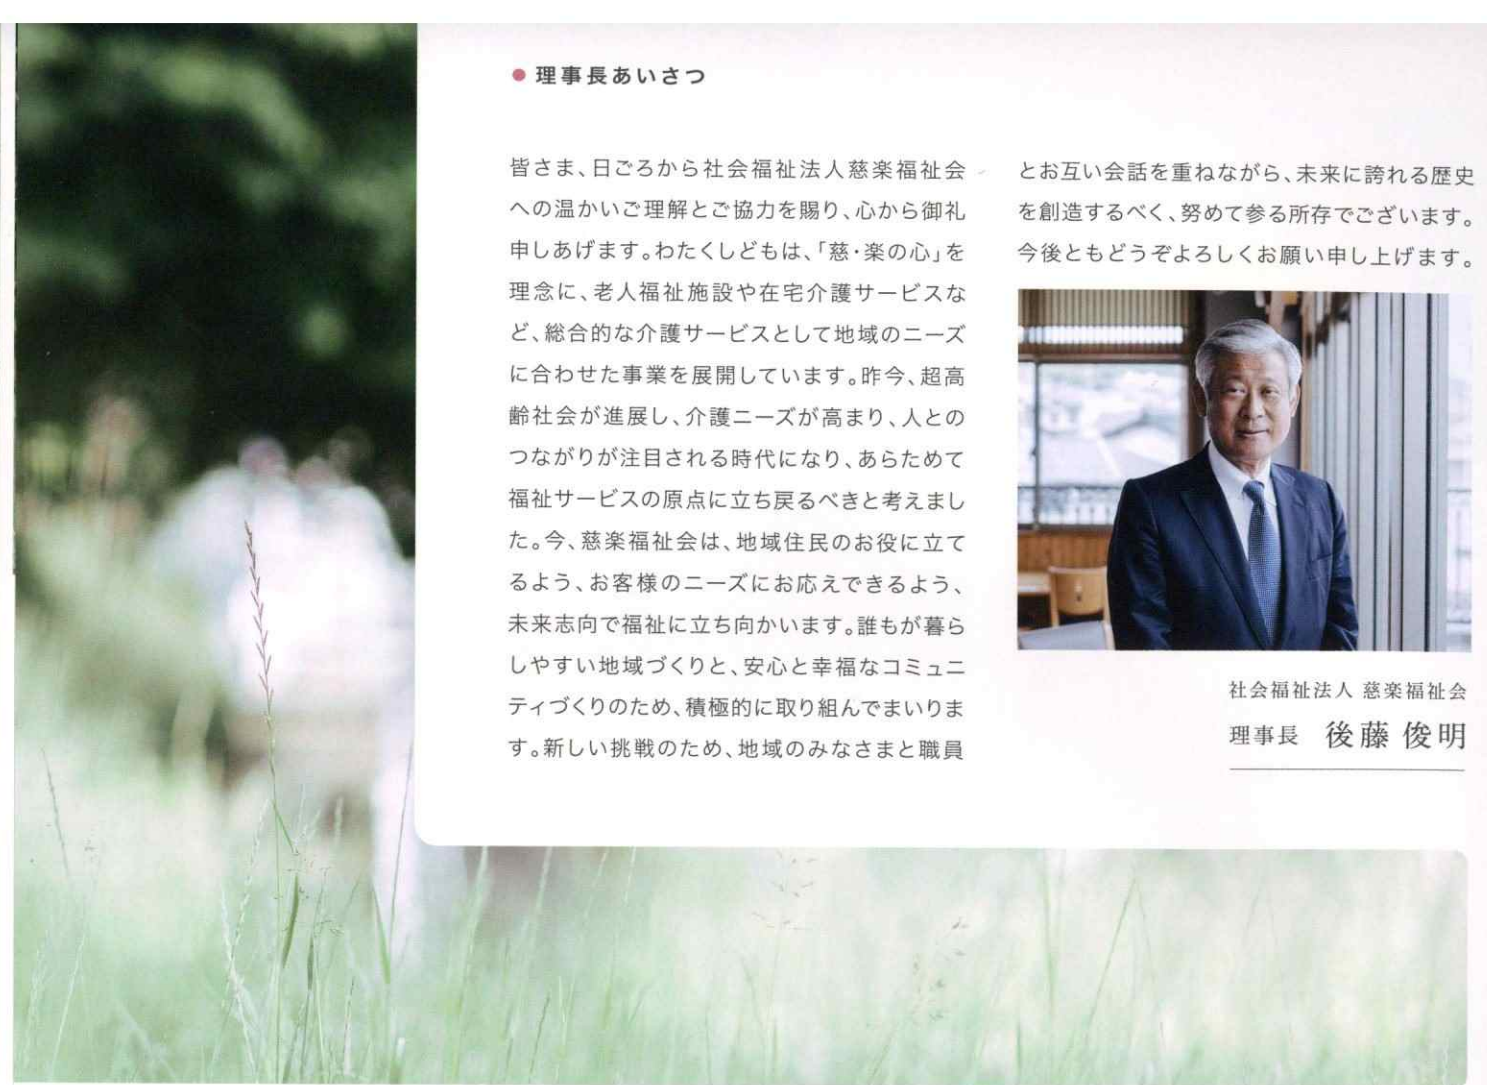 ● 理事長あいさつ
皆さま、日ごろから社会福祉法人慈楽福祉会
への温かいご理解とご協力を賜り、心から御礼
申しあげます。わたくしどもは、「慈・楽の心」を
理念に、老人福祉施設や在宅介護サービスな
ど、総合的な介護サービスとして地域のニーズ
に合わせた事業を展開しています。昨今、超高
齢社会が進展し、介護ニーズが高まり、人との
つながりが注目される時代になり、あらためて
福祉サービスの原点に立ち戻るべきと考えまし
た。今、慈楽福祉会は、地域住民のお役に立て
るよう、お客様のニーズにお応えできるよう、
未来志向で福祉に立ち向かいます。誰もが暮ら
しやすい地域づくりと、安心と幸福なコミュニ
ティづくりのため、積極的に取り組んでまいりま
す。新しい挑戦のため、地域のみなさまと職員
とお互い会話を重ねながら、未来に誇れる歴史
を創造するべく、努めて参る所存でございます。
今後ともどうぞよろしくお願い申し上げます。
社会福祉法人 慈楽福祉会
理事長 後藤 俊明